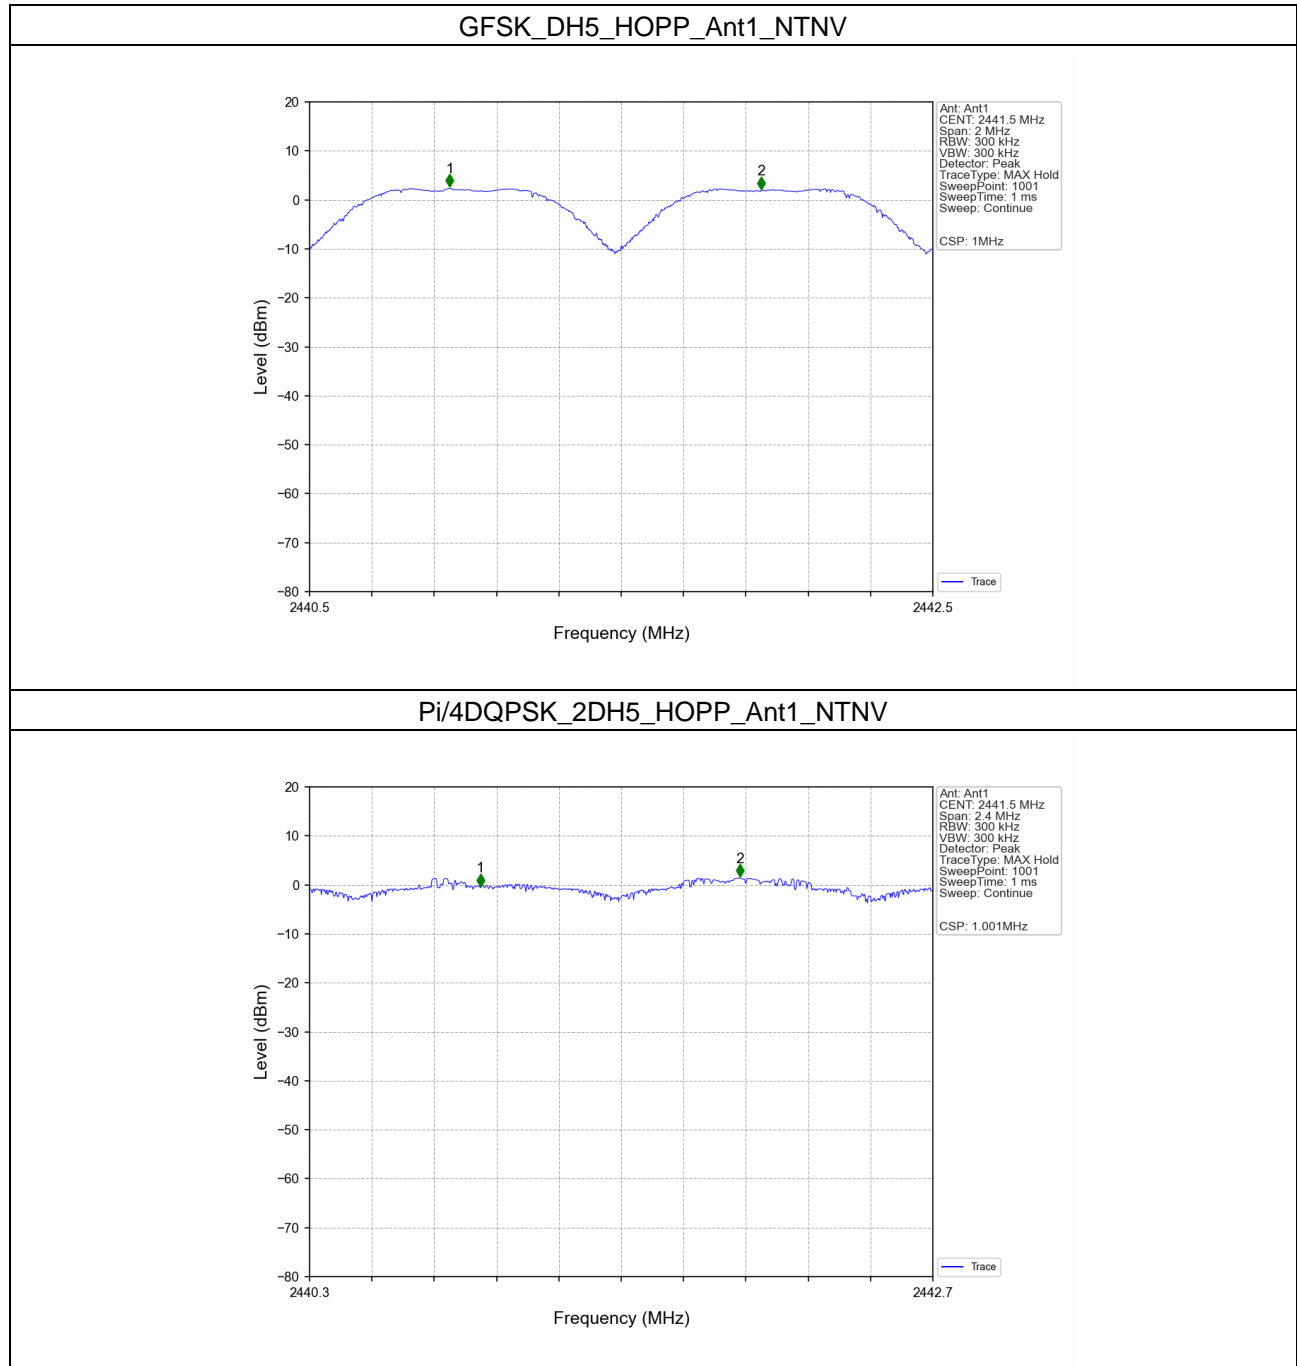 GFSK_DH5_HOPP_Ant1_NTNV
20
10
0
−10
−20
−30
−40
−50
−60
−70
−80
Level (dBm)
1
2
2440.5
2442.5
Frequency (MHz)
Ant: Ant1
CENT: 2441.5 MHz
Span: 2 MHz
RBW: 300 kHz
VBW: 300 kHz
Detector: Peak
TraceType: MAX Hold
SweepPoint: 1001
SweepTime: 1 ms
Sweep: Continue
CSP: 1MHz
Trace
Pi/4DQPSK_2DH5_HOPP_Ant1_NTNV
20
10
0
−10
−20
−30
−40
−50
−60
−70
−80
Level (dBm)
1
2
2440.3
2442.7
Frequency (MHz)
Ant: Ant1
CENT: 2441.5 MHz
Span: 2.4 MHz
RBW: 300 kHz
VBW: 300 kHz
Detector: Peak
TraceType: MAX Hold
SweepPoint: 1001
SweepTime: 1 ms
Sweep: Continue
CSP: 1.001MHz
Trace